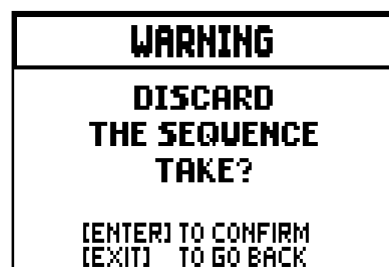 WARNING
DISCARD
THE SEQUENCE
TAKE?
[ENTER] TO CONFIRM
[EXIT] TO GO BACK